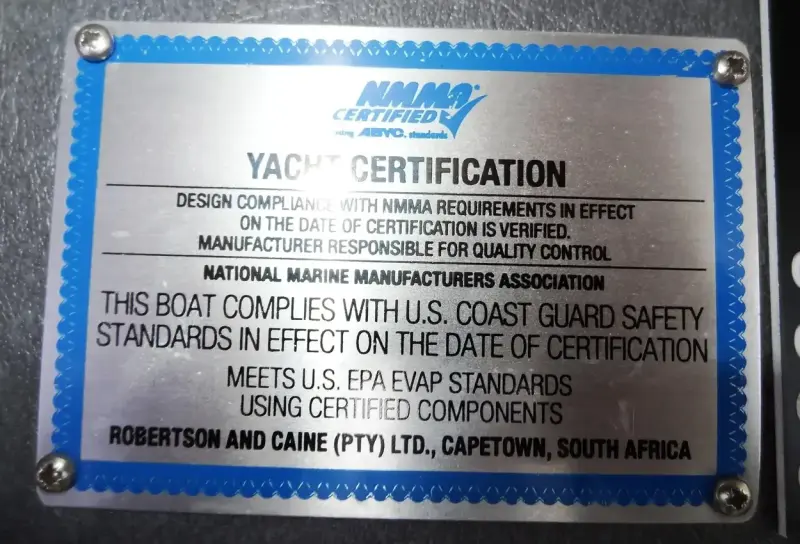 NMMA®
CERTIFIED
using ABYC. standards
YACHT CERTIFICATION
DESIGN COMPLIANCE WITH NMMA REQUIREMENTS IN EFFECT
ON THE DATE OF CERTIFICATION IS VERIFIED.
MANUFACTURER RESPONSIBLE FOR QUALITY CONTROL
NATIONAL MARINE MANUFACTURERS ASSOCIATION
THIS BOAT COMPLIES WITH U.S. COAST GUARD SAFETY
STANDARDS IN EFFECT ON THE DATE OF CERTIFICATION
MEETS U.S. EPA EVAP STANDARDS
USING CERTIFIED COMPONENTS
ROBERTSON AND CAINE (PTY) LTD., CAPETOWN, SOUTH AFRICA